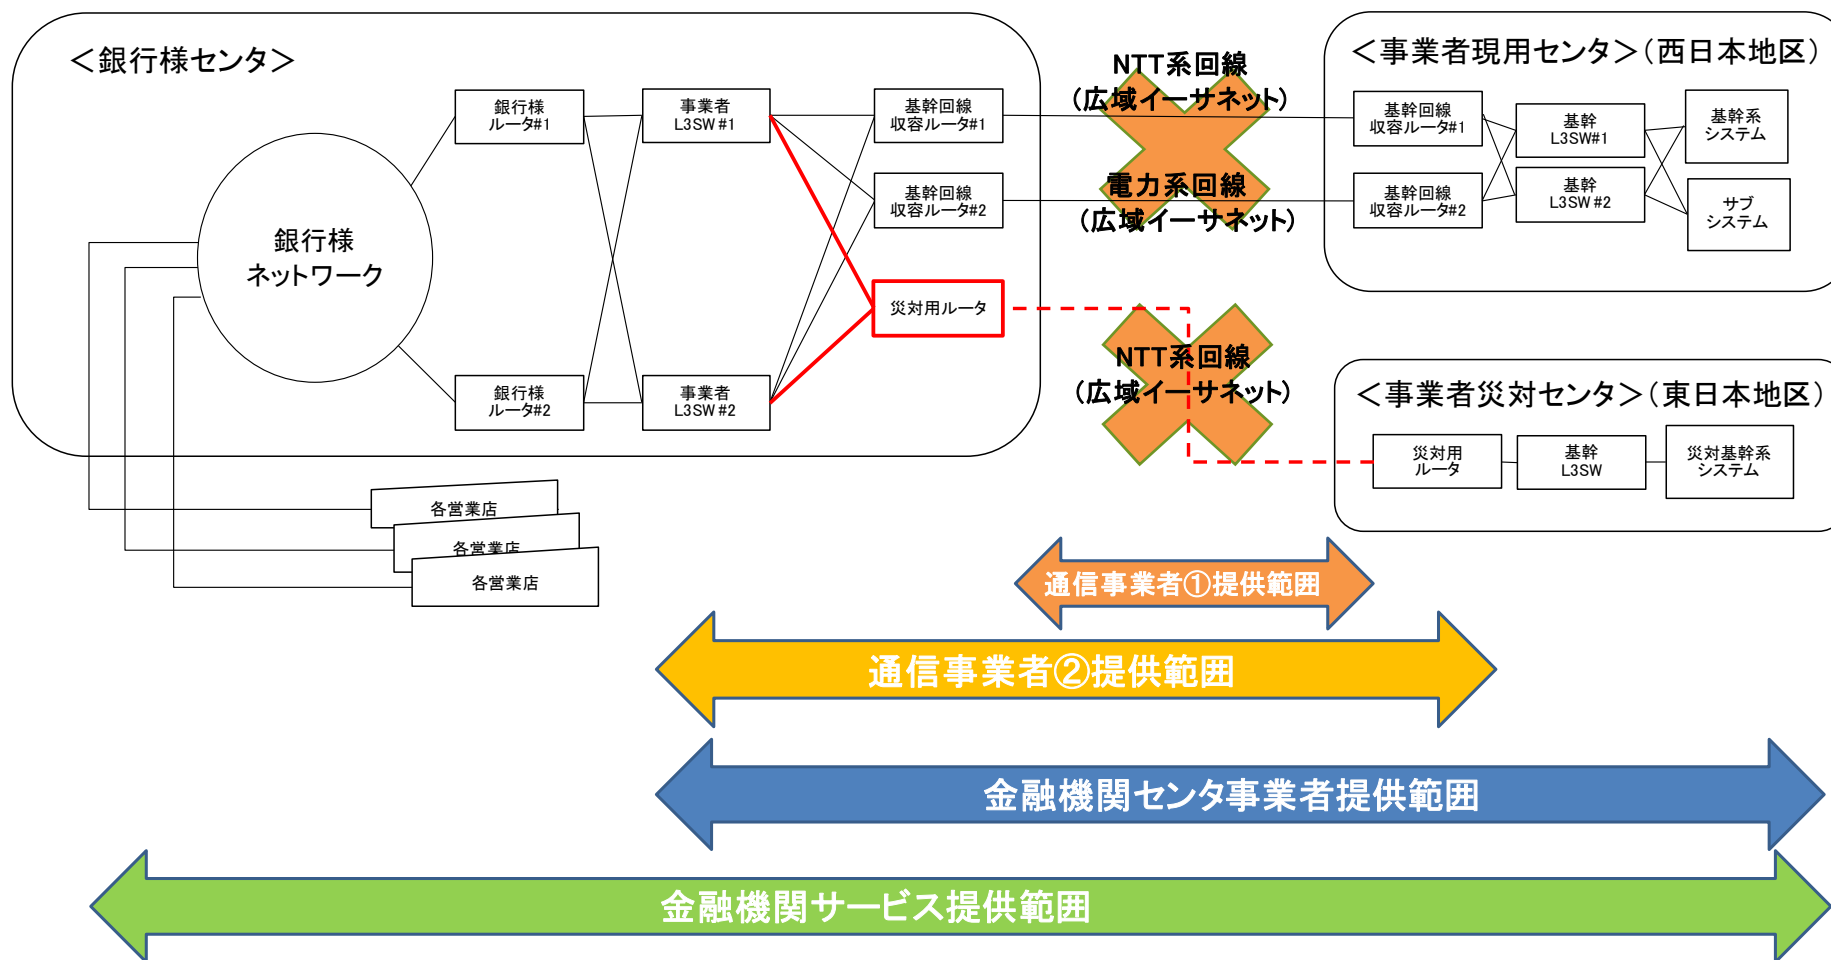 ＜銀行様センタ＞
銀行様
ネットワーク
銀行様
ルータ#1
事業者
L3SW#1
基幹回線
収容ルータ#1
基幹回線
収容ルータ#2
災対用ルータ
銀行様
ルータ#2
事業者
L3SW#2
各営業店
各営業店
各営業店
NTT系回線
（広域イーサネット）
電力系回線
（広域イーサネット）
NTT系回線
（広域イーサネット）
＜事業者現用センタ＞（西日本地区）
基幹回線
収容ルータ#1
基幹
L3SW#1
基幹系
システム
基幹回線
収容ルータ#2
基幹
L3SW#2
サブ
システム
＜事業者災対センタ＞（東日本地区）
災対用
ルータ
基幹
L3SW
災対基幹系
システム
通信事業者①提供範囲
通信事業者②提供範囲
金融機関センタ事業者提供範囲
金融機関サービス提供範囲